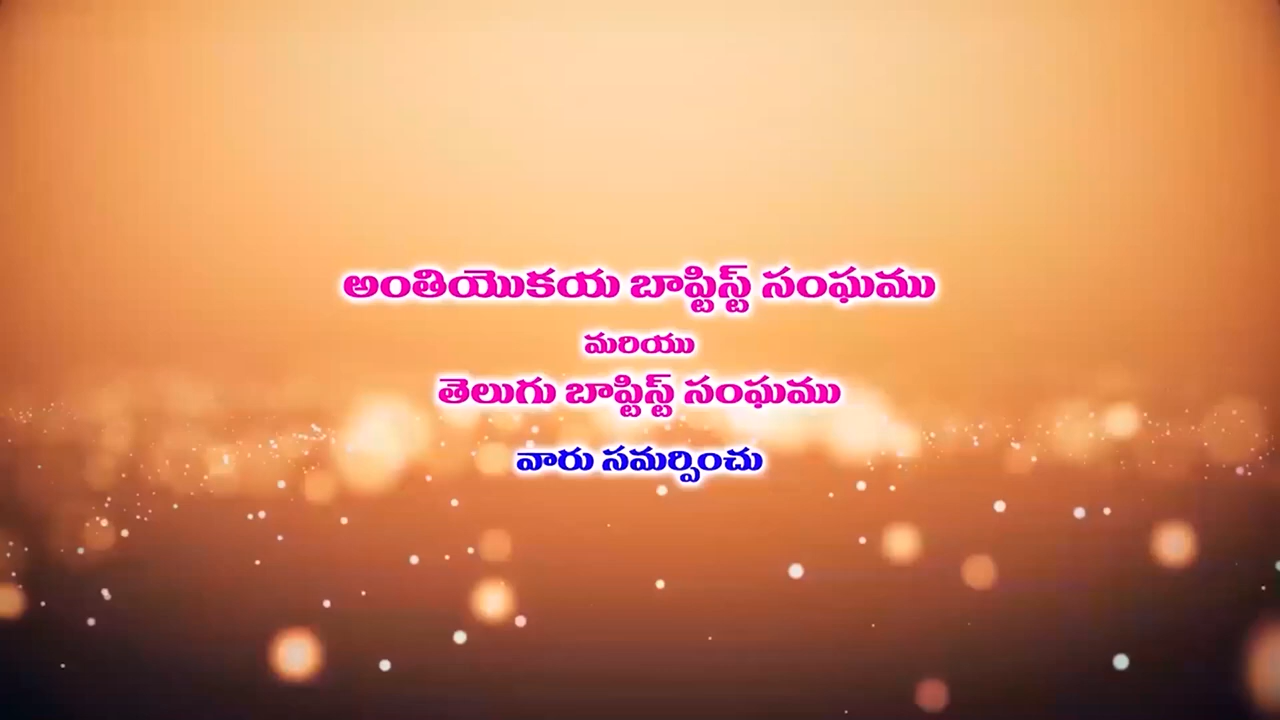 అంతియొకయ బాప్టిస్ట్ సంఘము
మరియు
తెలుగు బాప్టిస్ట్ సంఘము
వారు సమర్పించు